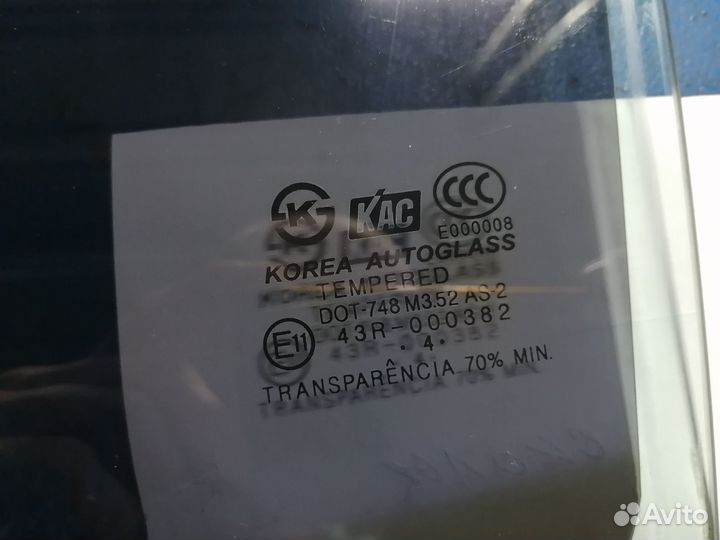 K KAC CCC
E000008
KOREA AUTOGLASS
TEMPERED
DOT-748 M3.52 AS-2
E11 43R-000382
. 4 .
TRANSPARÊNCIA 70% MIN.
Avito